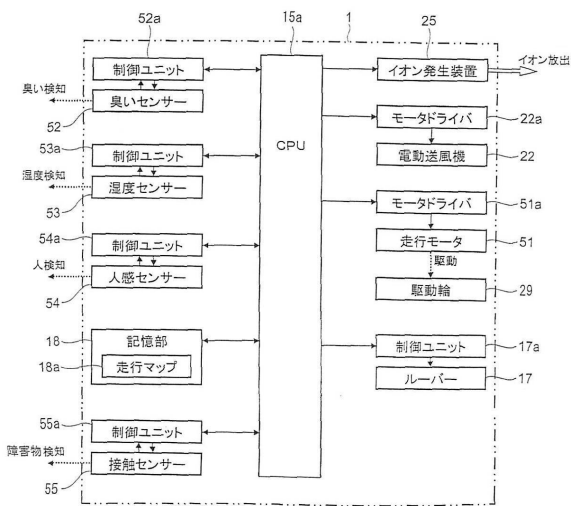 52a
制御ユニット
臭い検知
臭いセンサー
52
53a
制御ユニット
湿度検知
湿度センサー
53
54a
制御ユニット
人検知
人感センサー
54
18
記憶部
18a
走行マップ
55a
制御ユニット
障害物検知
接触センサー
55
15a
CPU
1
25
イオン放出
イオン発生装置
モータドライバ
22a
電動送風機
22
モータドライバ
51a
走行モータ
51
駆動
駆動輪
29
制御ユニット
17a
ルーバー
17